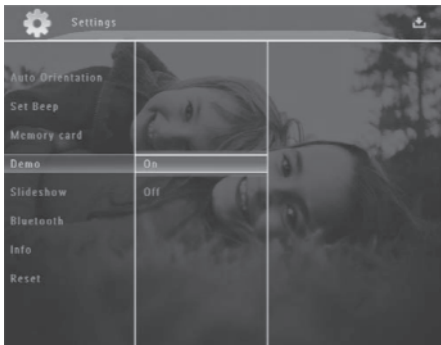 Settings
Auto Orientation
Set Beep
Memory card
Demo
On
Slideshow
Off
Bluetooth
Info
Reset